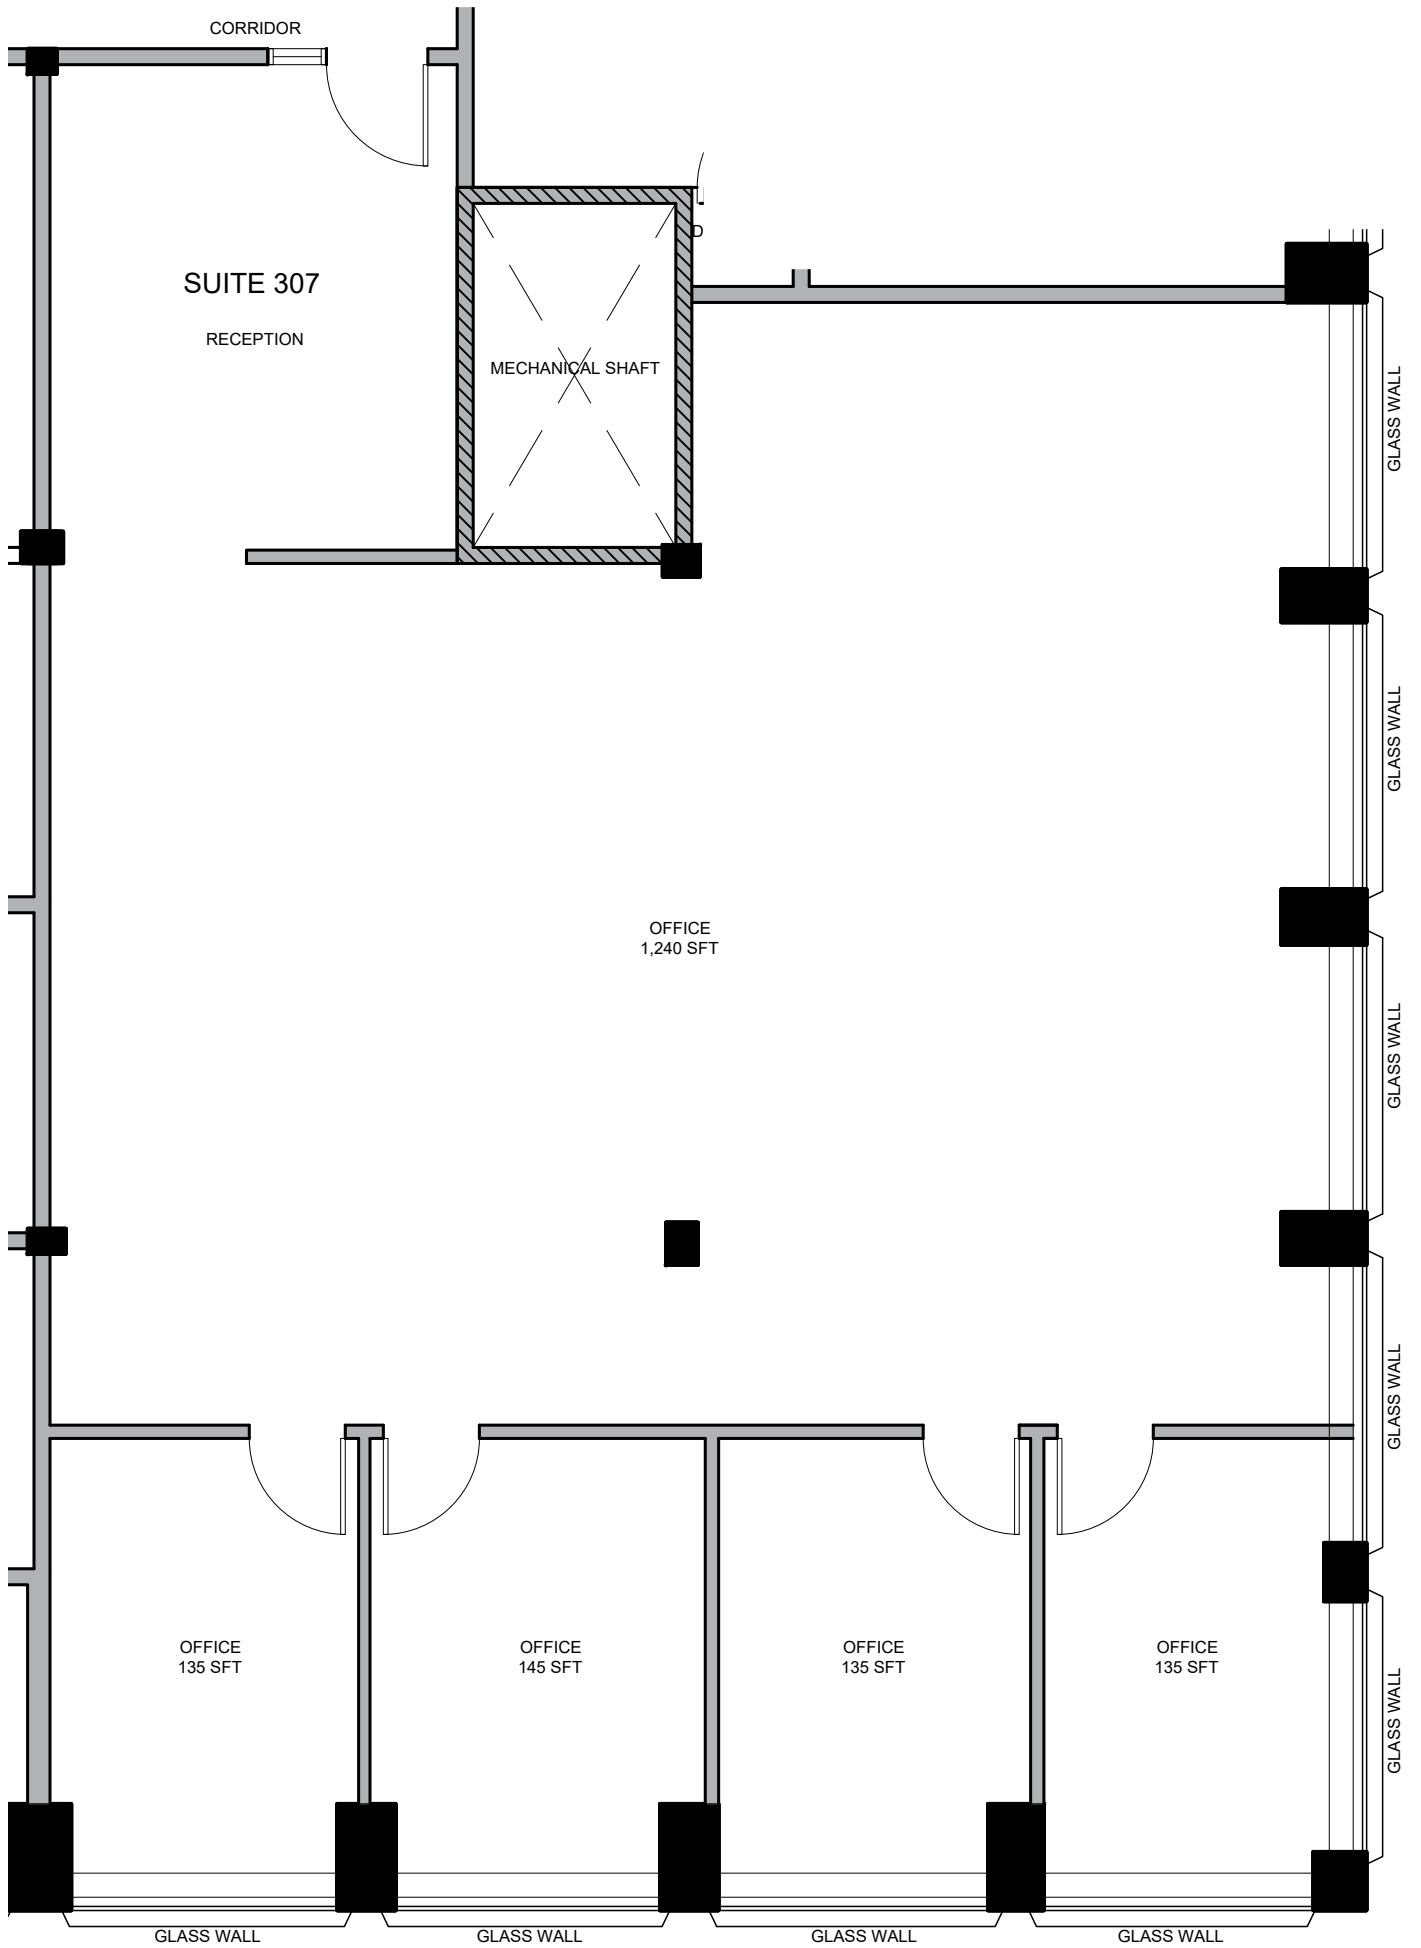 CORRIDOR
D
SUITE 307
RECEPTION
MECHANICAL SHAFT
GLASS WALL
GLASS WALL
OFFICE
1,240 SFT
GLASS WALL
GLASS WALL
OFFICE
135 SFT
OFFICE
145 SFT
OFFICE
135 SFT
OFFICE
135 SFT
GLASS WALL
GLASS WALL
GLASS WALL
GLASS WALL
GLASS WALL